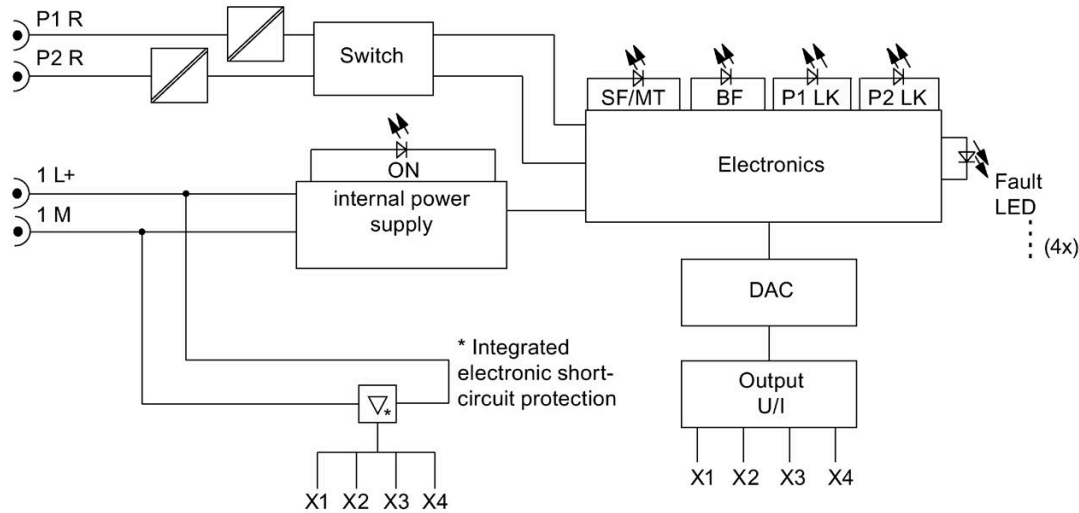 P1 R
P2 R
Switch
SF/MT
BF
P1 LK
P2 LK
Electronics
Fault
LED
(4x)
1 L+
1 M
ON
internal power
supply
DAC
Output
U/I
X1
X2
X3
X4
* Integrated
electronic short-
circuit protection
*
X1
X2
X3
X4